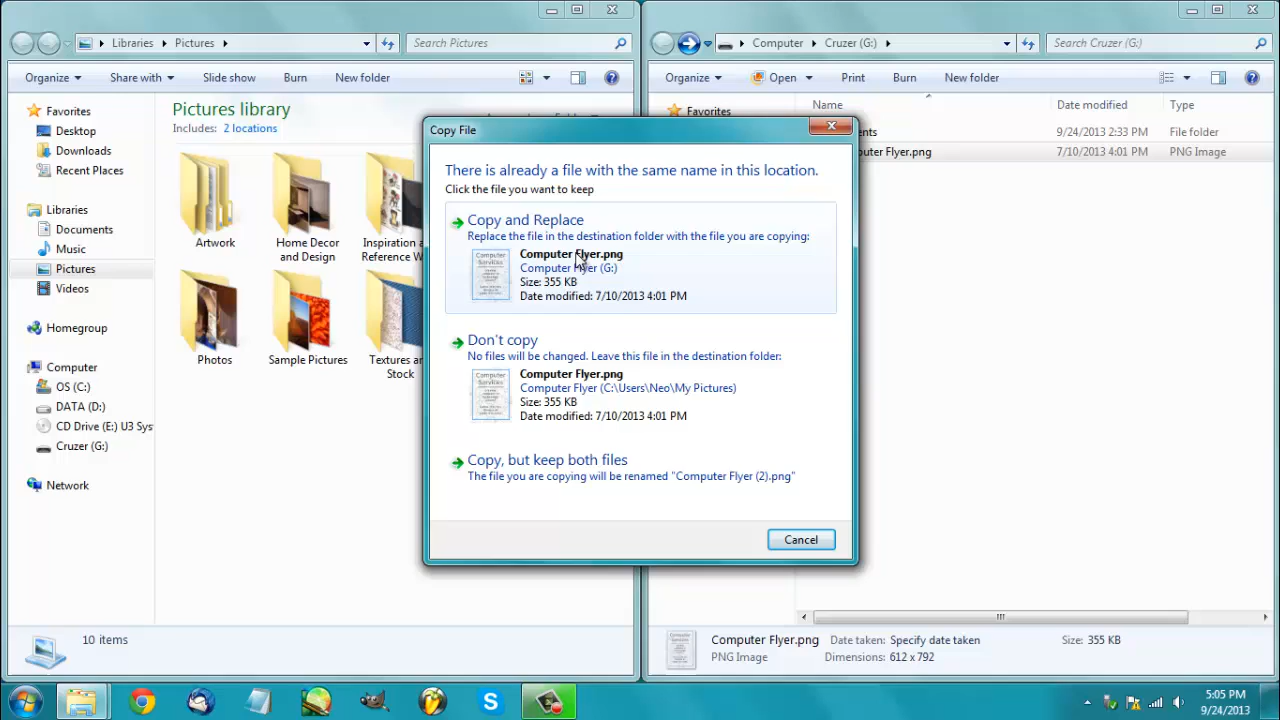 Libraries
Pictures
Search Pictures
Organize
Share with
Slide show
Burn
New folder
Favorites
Desktop
Downloads
Recent Places
Libraries
Documents
Music
Pictures
Videos
Homegroup
Computer
OS (C:)
DATA (D:)
CD Drive (E:) U3 Sys
Cruzer (G:)
Network
Pictures library
Includes: 2 locations
Artwork
Home Decor
and Design
Inspiration
Reference W
Photos
Sample Pictures
Textures an
Stock
10 items
Computer
Cruzer (G:)
Search Cruzer (G:)
Organize
Open
Print
Burn
New folder
Favorites
Name
Date modified
Type
ents
9/24/2013 2:33 PM
File folder
uter Flyer.png
7/10/2013 4:01 PM
PNG Image
Copy File
There is already a file with the same name in this location.
Click the file you want to keep
Copy and Replace
Replace the file in the destination folder with the file you are copying:
Computer
Computer Flyer.png
Computer Flyer (G:)
Size: 355 KB
Date modified: 7/10/2013 4:01 PM
Don't copy
No files will be changed. Leave this file in the destination folder:
Computer
Services
Computer Flyer.png
Computer Flyer (C:\Users\Neo\My Pictures)
Size: 355 KB
Date modified: 7/10/2013 4:01 PM
Copy, but keep both files
The file you are copying will be renamed "Computer Flyer (2).png"
Cancel
Computer Flyer.png
Date taken: Specify date taken
Size: 355 KB
PNG Image
Dimensions: 612 x 792
5:05 PM
9/24/2013